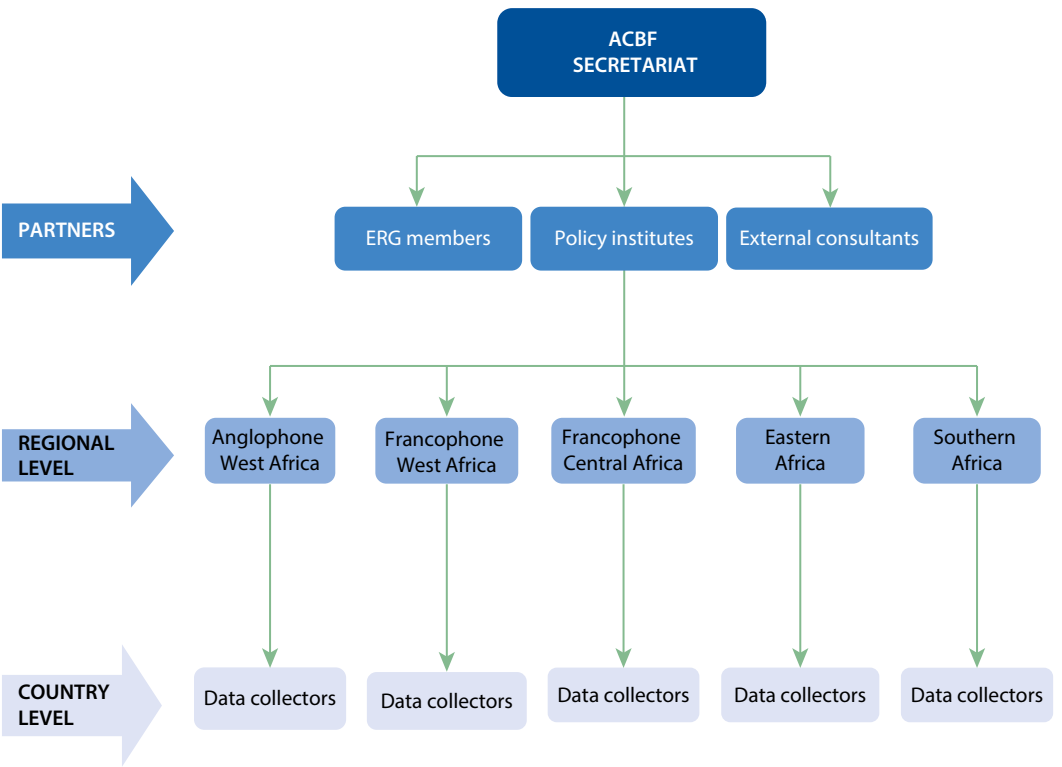 ACBF
SECRETARIAT
PARTNERS
ERG members
Policy institutes
External consultants
REGIONAL
LEVEL
Anglophone
West Africa
Francophone
West Africa
Francophone
Central Africa
Eastern
Africa
Southern
Africa
COUNTRY
LEVEL
Data collectors
Data collectors
Data collectors
Data collectors
Data collectors